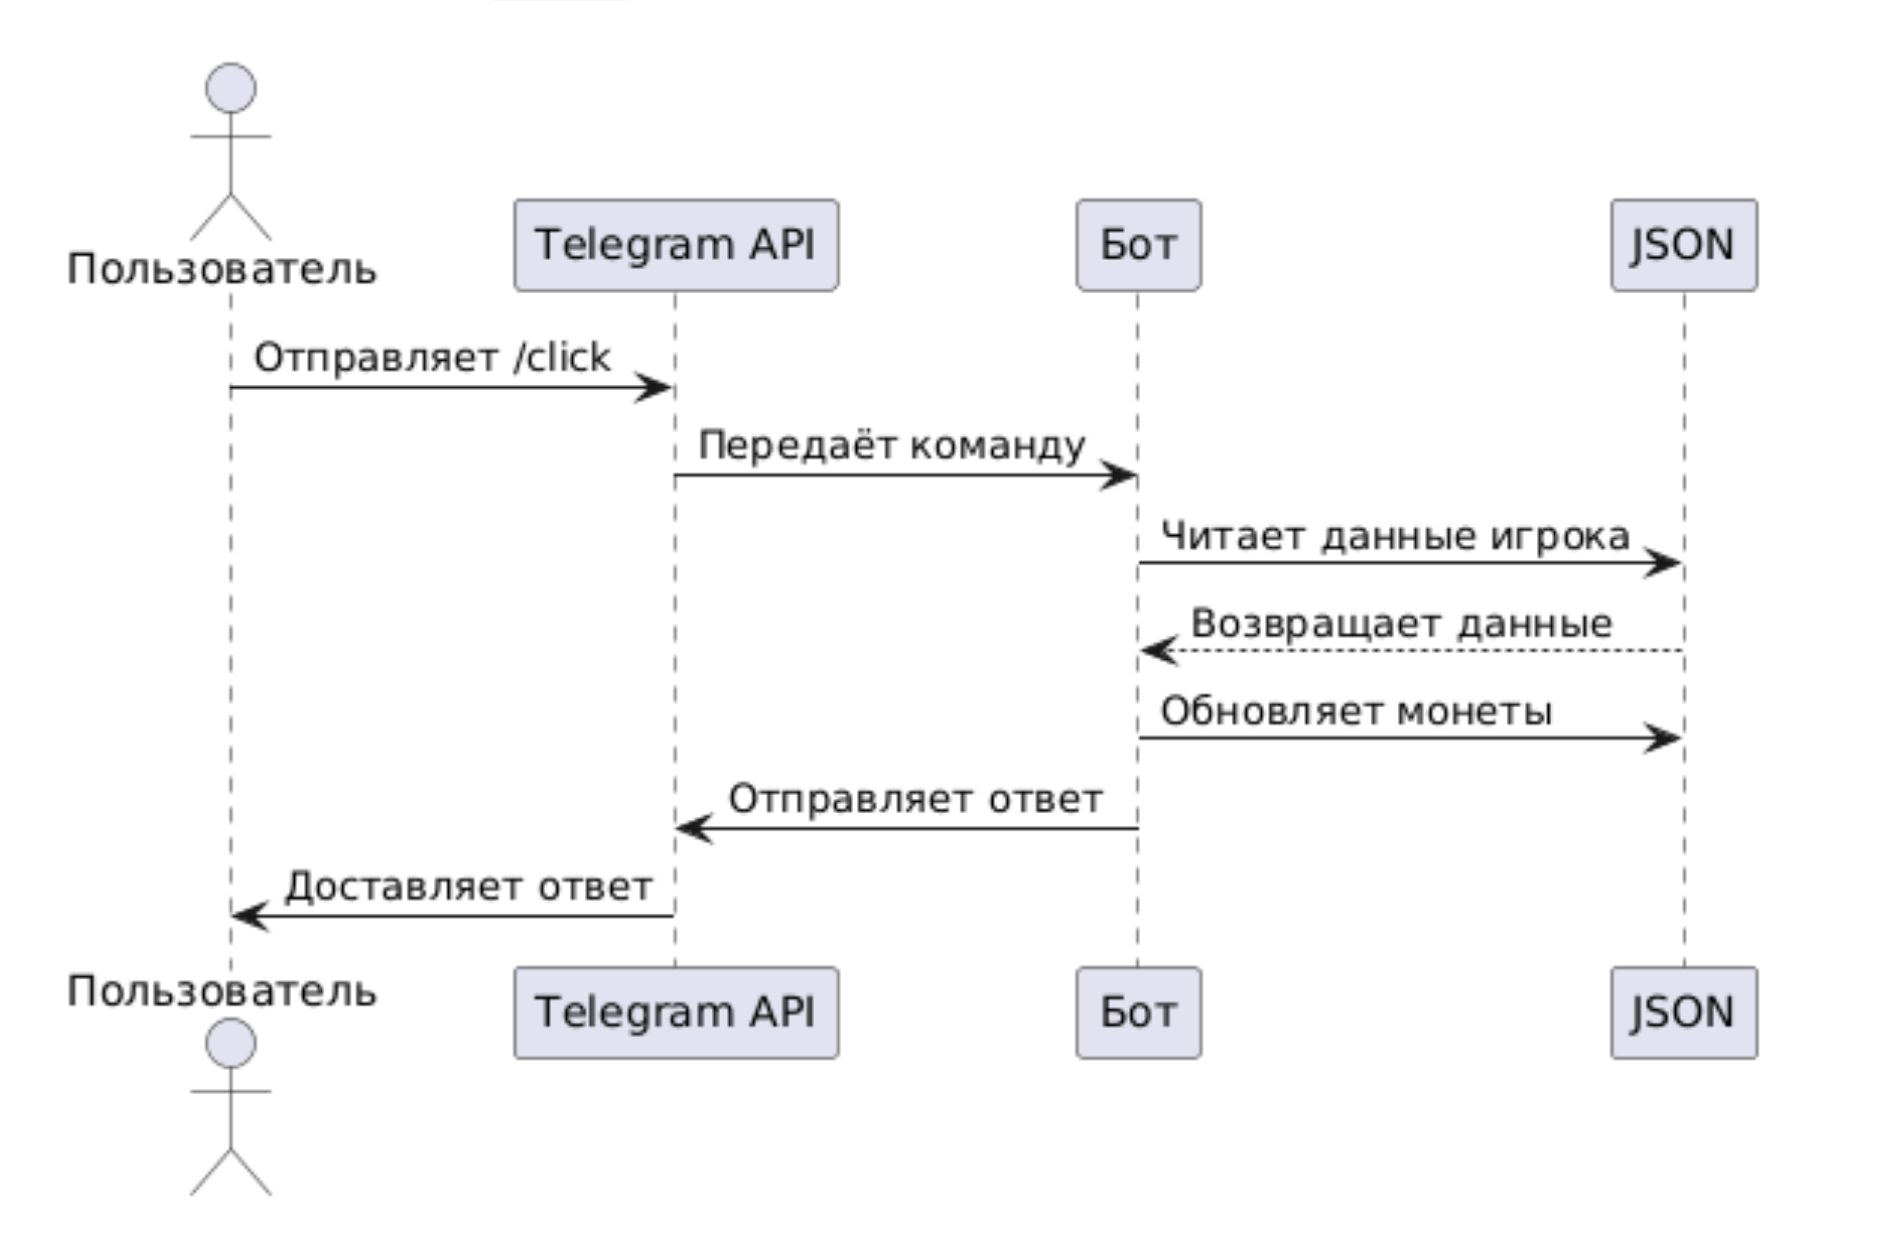 Пользователь
Telegram API
Бот
JSON
Отправляет /click
Передаёт команду
Читает данные игрока
Возвращает данные
Обновляет монеты
Отправляет ответ
Доставляет ответ
Пользователь
Telegram API
Бот
JSON